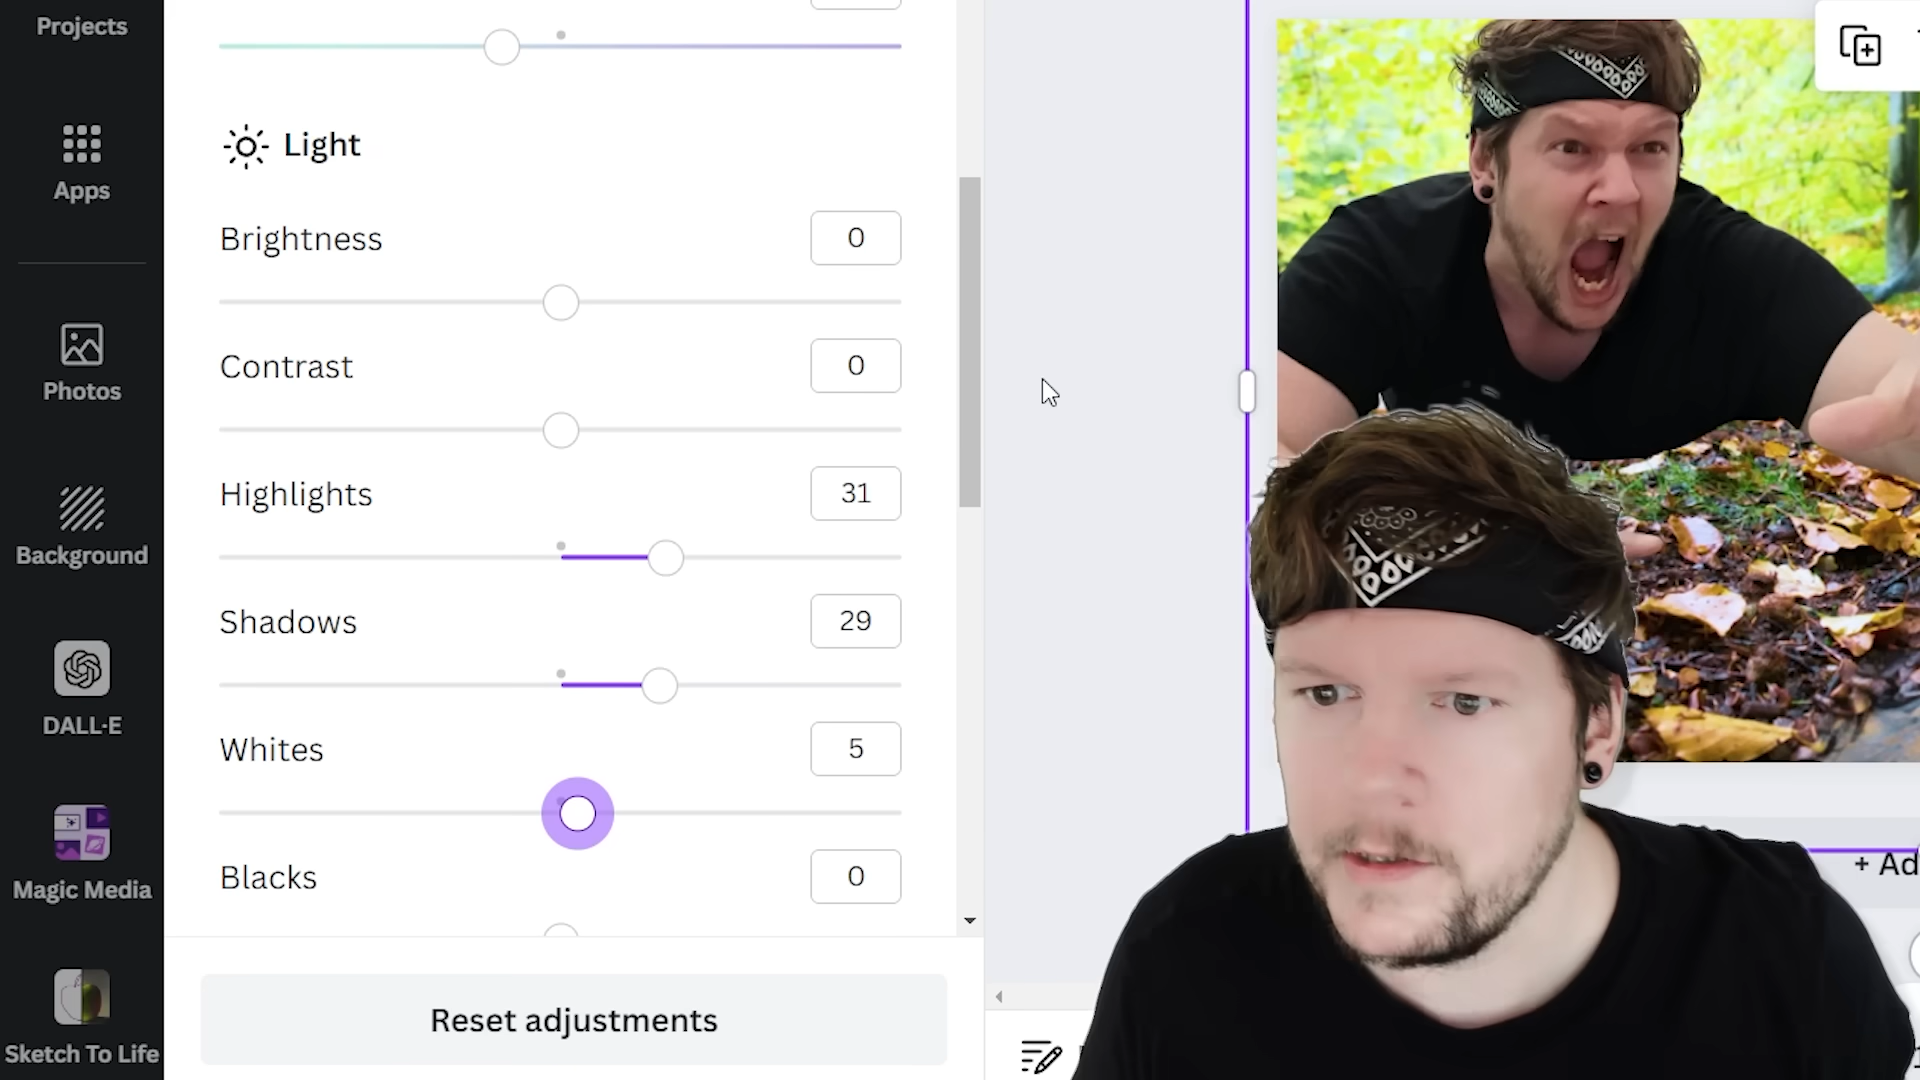 Projects
Apps
Photos
Background
DALL·E
Magic Media
Sketch To Life
Light
Brightness
0
Contrast
0
Highlights
31
Shadows
29
Whites
5
Blacks
0
Reset adjustments
+ Ad